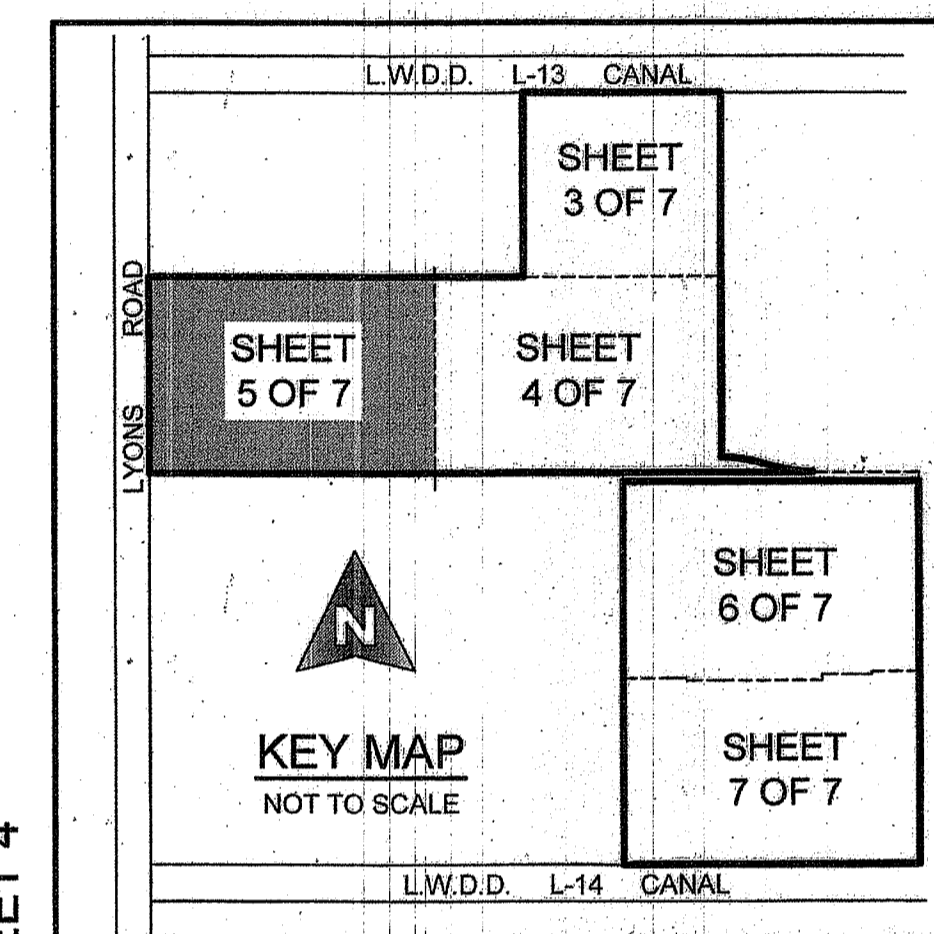 L.W.D.D. L-13 CANAL
SHEET
3 OF 7
LYONS ROAD
SHEET
5 OF 7
SHEET
4 OF 7
SHEET
6 OF 7
N
KEY MAP
NOT TO SCALE
SHEET
7 OF 7
L.W.D.D. L-14 CANAL